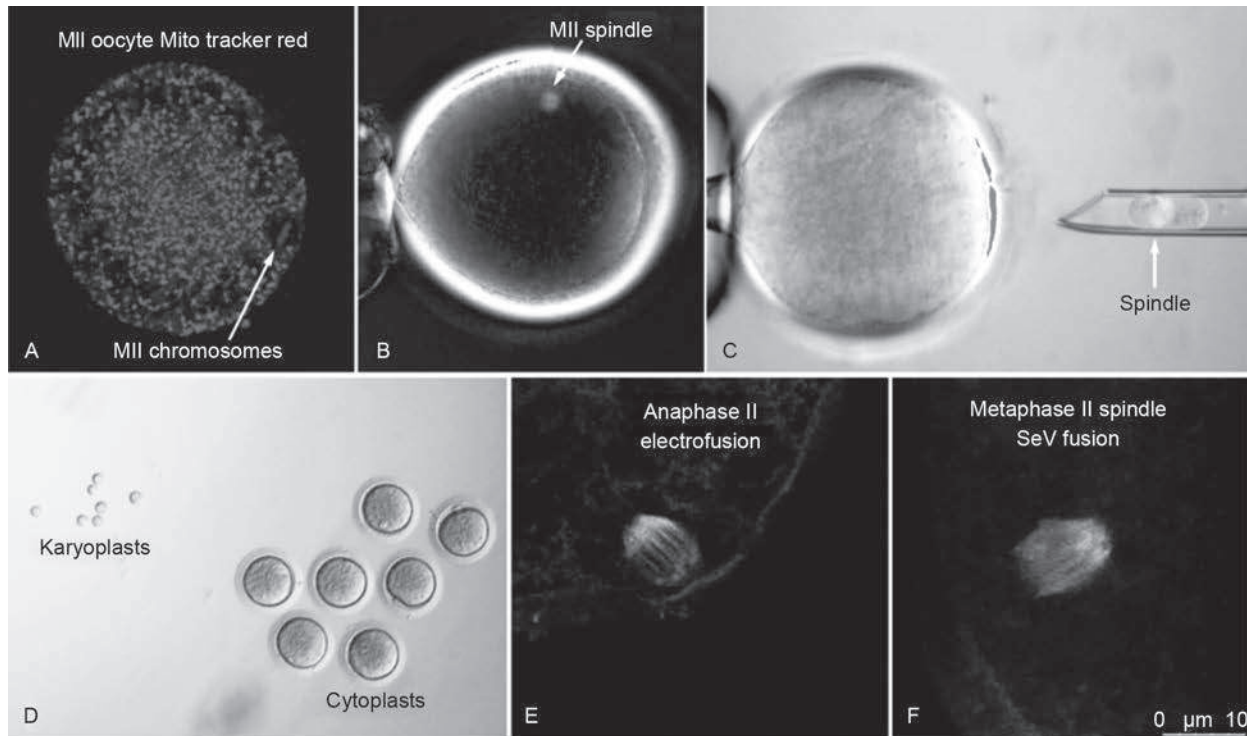 MII oocyte Mito tracker red
MII chromosomes
A
MII spindle
B
Spindle
C
Karyoplasts
Cytoplasts
D
Anaphase II
electrofusion
E
Metaphase II spindle
SeV fusion
F
0 µm 10